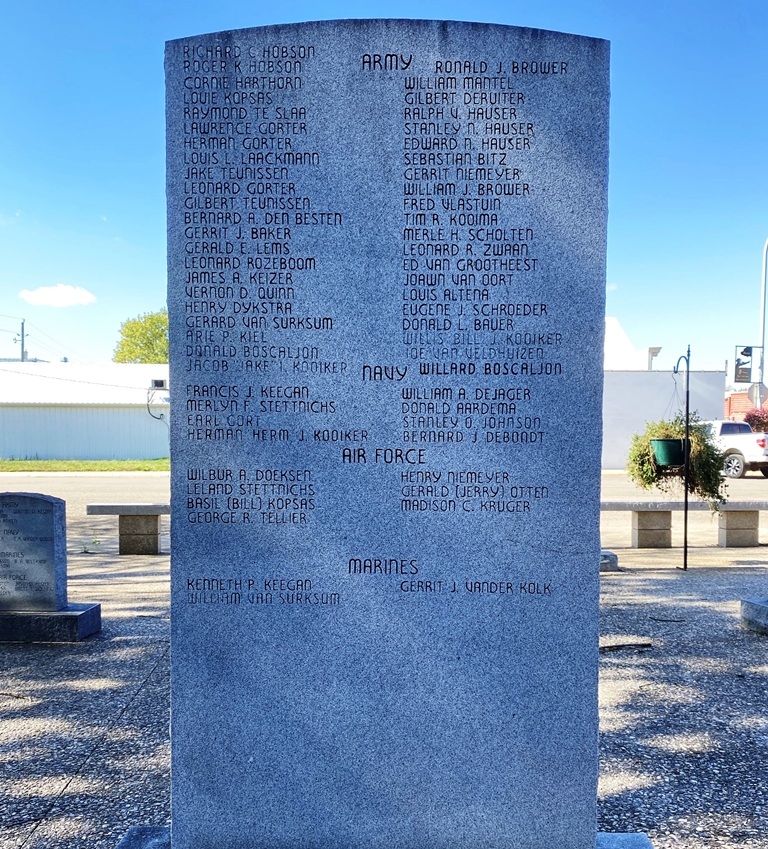 RICHARD C HOBSON
ROGER K HOBSON
ARMY
RONALD J. BROWER
CORNIE HARTHORN
WILLIAM MANTEL
LOUIE KOPSAS
GILBERT DERUITER
RAYMOND TE SLAA
RALPH V. HAUSER
LAWRENCE GORTER
STANLEY N. HAUSER
HERMAN GORTER
EDWARD N. HAUSER
LOUIS L. LAACKMANN
SEBASTIAN BITZ
JAKE TEUNISSEN
GERRIT NIEMEYER
LEONARD GORTER
WILLIAM J. BROWER
GILBERT TEUNISSEN
FRED VLASTUIN
BERNARD A. DEN BESTEN
TIM R. KOOIMA
GERRIT J. BAKER
MERLE H. SCHOLTEN
GERALD E. LEMS
LEONARD R. ZWAAN
LEONARD ROZEBOOM
ED VAN GROOTHEEST
JAMES A. KEIZER
JOAWN VAN OORT
VERNON D. QUINN
LOUIS ALTENA
HENRY DYKSTRA
EUGENE J. SCHROEDER
GERARD VAN SURKSUM
DONALD L. BAUER
ARIE P. KIEL
WILLIS BILL J. KOOIKER
DONALD BOSCALJON
JOE VAN VELDHUIZEN
JACOB "JAKE" I. KOOIKER
NAVY
WILLARD BOSCALJON
FRANCIS J. KEEGAN
WILLIAM A. DEJAGER
MERLYN F. STETTNICHS
DONALD AARDEMA
EARL GORT
STANLEY O. JOHNSON
HERMAN "HERM" J. KOOIKER
BERNARD J. DEBONDT
AIR FORCE
WILBUR A. DOEKSEN
HENRY NIEMEYER
LELAND STETTNICHS
GERALD (JERRY) OTTEN
BASIL (BILL) KOPSAS
MADISON C. KRUGER
GEORGE R. TELLIER
MARINES
KENNETH P. KEEGAN
GERRIT J. VANDER KOLK
WILLIAM VAN SURKSUM
NAVY
MARINES
AIR FORCE